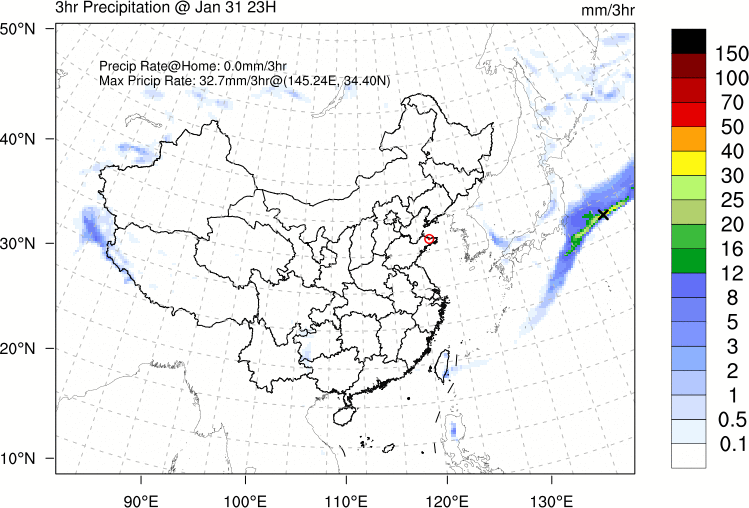 3hr Precipitation @ Jan 31 23H
mm/3hr
Precip Rate@Home: 0.0mm/3hr
Max Pricip Rate: 32.7mm/3hr@(145.24E, 34.40N)
50°N
40°N
30°N
20°N
10°N
90°E
100°E
110°E
120°E
130°E
150
100
70
50
40
30
25
20
16
12
8
5
3
2
1
0.5
0.1